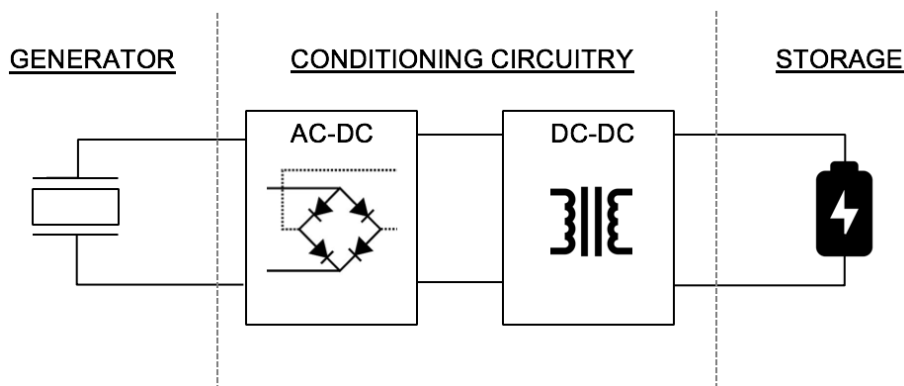 GENERATOR
CONDITIONING CIRCUITRY
STORAGE
AC-DC
DC-DC